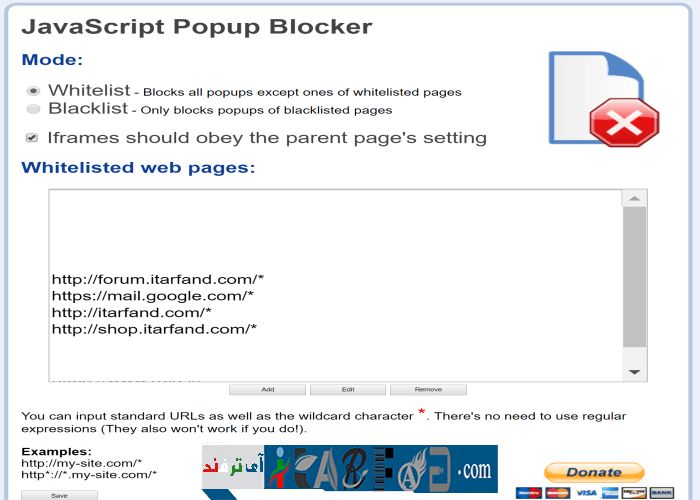 JavaScript Popup Blocker
Mode:
Whitelist - Blocks all popups except ones of whitelisted pages
Blacklist - Only blocks popups of blacklisted pages
Iframes should obey the parent page's setting
Whitelisted web pages:
http://forum.itarfand.com/*
https://mail.google.com/*
http://itarfand.com/*
http://shop.itarfand.com/*
Add Edit Remove
You can input standard URLs as well as the wildcard character *. There's no need to use regular
expressions (They also won't work if you do!).
Examples:
http://my-site.com/*
http*://*.my-site.com/*
Save
آی ترفند
.com
Donate
VISA
BANK